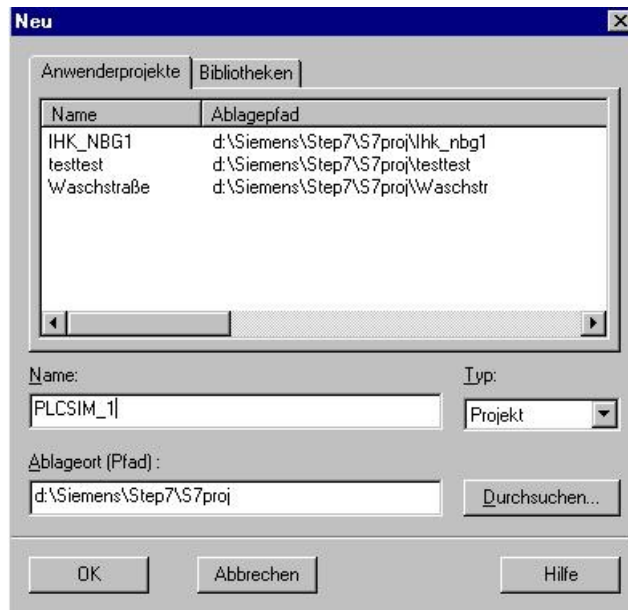 Neu
Anwenderprojekte Bibliotheken
Name Ablagepfad
IHK_NBG1 d:\Siemens\Step7\S7proj\Ihk_nbg1
testtest d:\Siemens\Step7\S7proj\testtest
Waschstraße d:\Siemens\Step7\S7proj\Waschstr
Name: Typ:
PLCSIM_1 Projekt
Ablageort (Pfad) :
d:\Siemens\Step7\S7proj Durchsuchen...
OK Abbrechen Hilfe